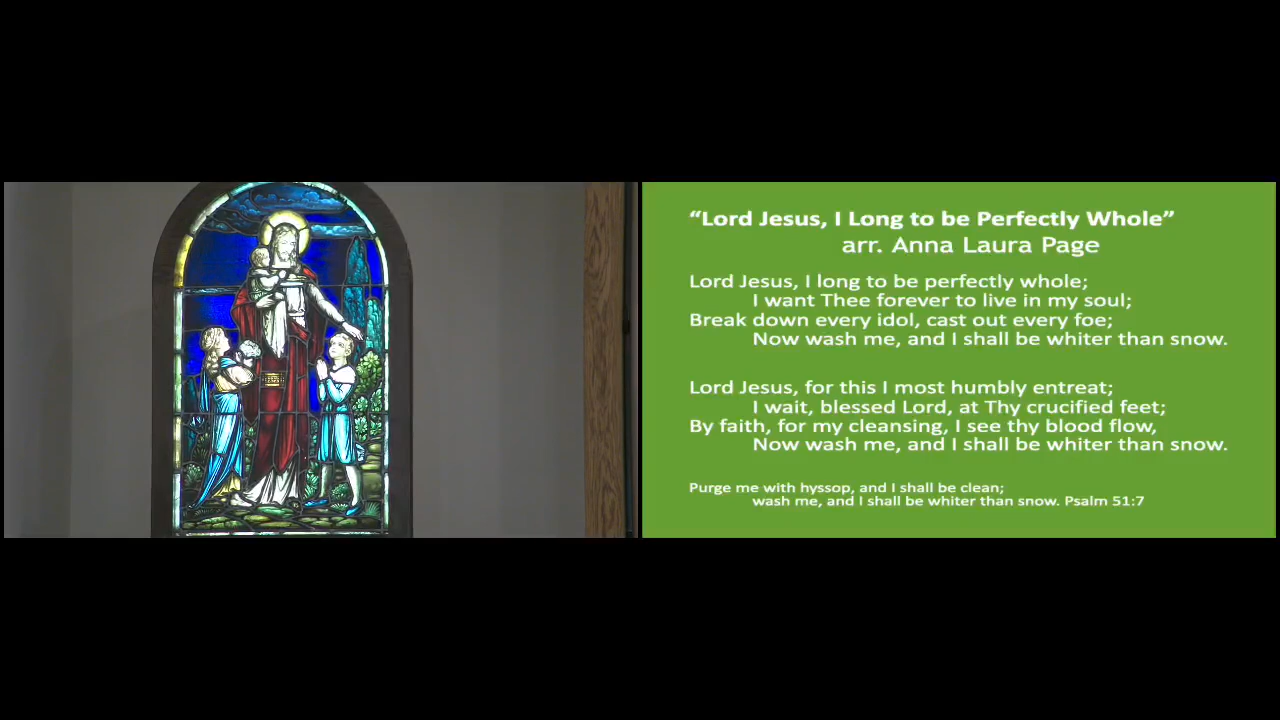 “Lord Jesus, I Long to be Perfectly Whole”
arr. Anna Laura Page
Lord Jesus, I long to be perfectly whole;
I want Thee forever to live in my soul;
Break down every idol, cast out every foe;
Now wash me, and I shall be whiter than snow.
Lord Jesus, for this I most humbly entreat;
I wait, blessed Lord, at Thy crucified feet;
By faith, for my cleansing, I see thy blood flow,
Now wash me, and I shall be whiter than snow.
Purge me with hyssop, and I shall be clean;
wash me, and I shall be whiter than snow. Psalm 51:7